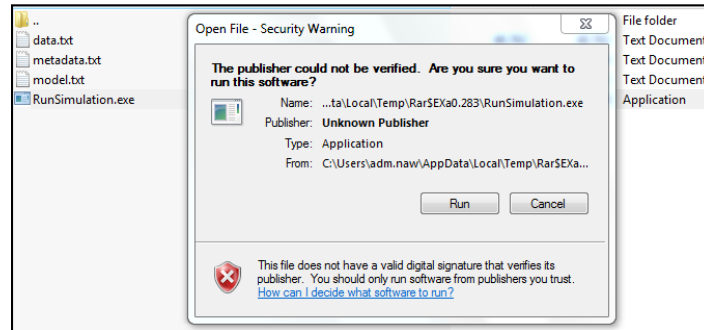 ..
data.txt
metadata.txt
model.txt
RunSimulation.exe
Open File - Security Warning
The publisher could not be verified. Are you sure you want to
run this software?
Name: ...ta\Local\Temp\Rar$EXa0.283\RunSimulation.exe
Publisher: Unknown Publisher
Type: Application
From: C:\Users\adm.naw\AppData\Local\Temp\Rar$EXa...
Run Cancel
This file does not have a valid digital signature that verifies its
publisher. You should only run software from publishers you trust.
How can I decide what software to run?
File folder
Text Document
Text Document
Text Document
Application